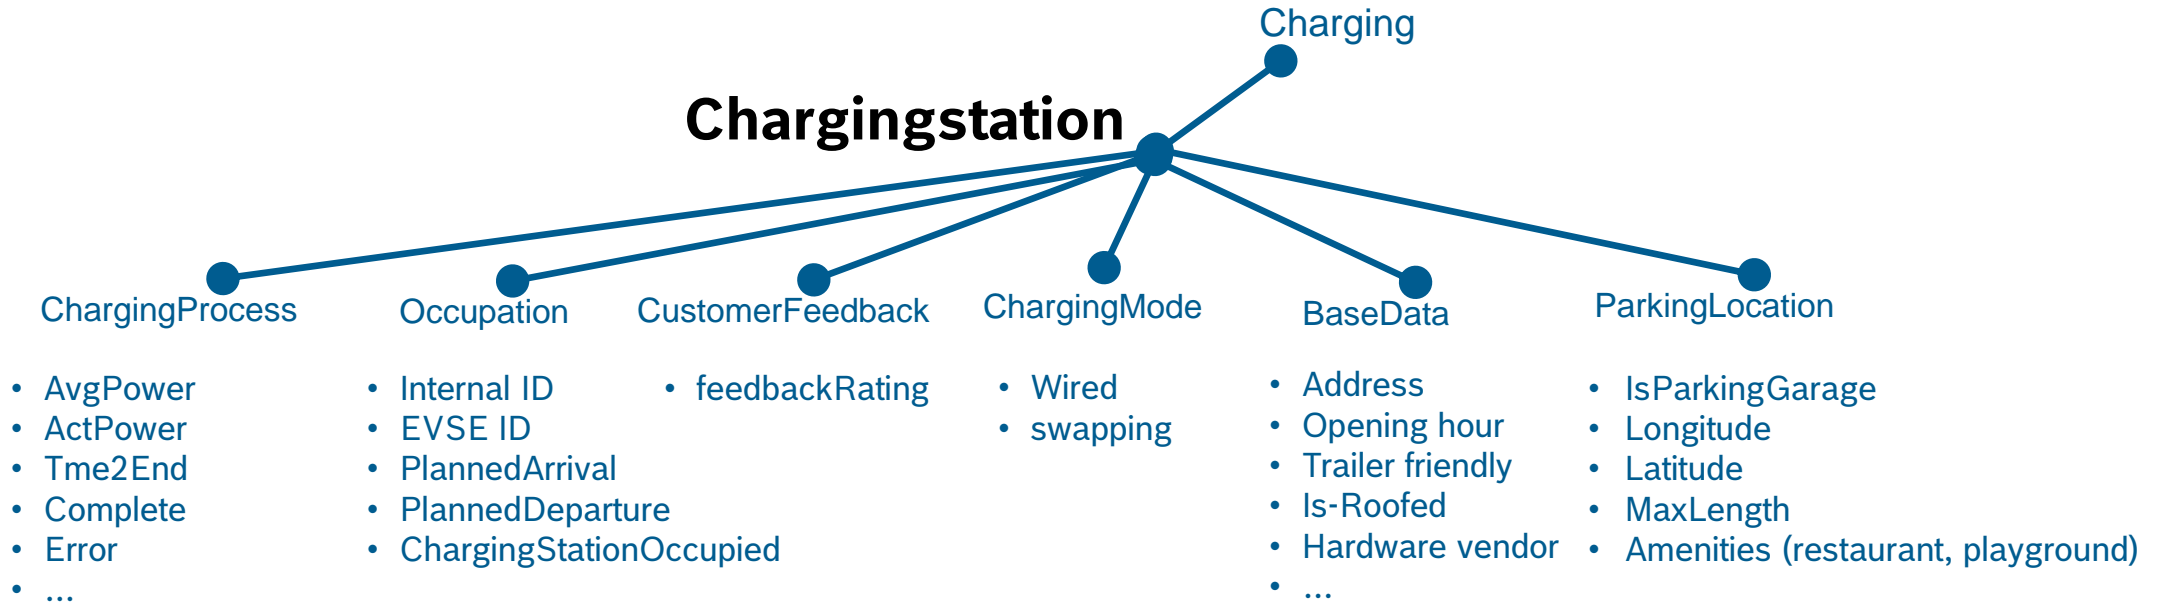 Charging
Chargingstation
ChargingProcess
• AvgPower
• ActPower
• Tme2End
• Complete
• Error
• ...
Occupation
• Internal ID
• EVSE ID
• PlannedArrival
• PlannedDeparture
• ChargingStationOccupied
CustomerFeedback
• feedbackRating
ChargingMode
• Wired
• swapping
BaseData
• Address
• Opening hour
• Trailer friendly
• Is-Roofed
• Hardware vendor
• ...
ParkingLocation
• IsParkingGarage
• Longitude
• Latitude
• MaxLength
• Amenities (restaurant, playground)